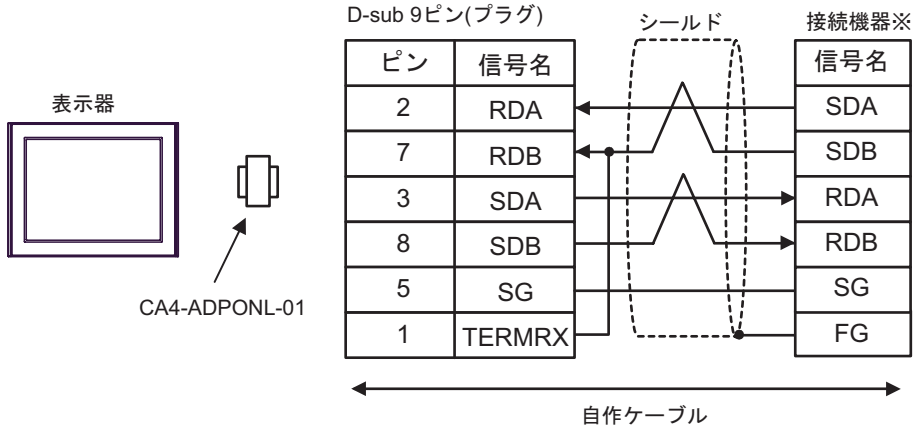 D-sub 9ピン(プラグ)
シールド
接続機器※
ピン 信号名 信号名
2 RDA SDA
7 RDB SDB
3 SDA RDA
8 SDB RDB
5 SG SG
1 TERMRX FG
表示器
CA4-ADPONL-01
自作ケーブル